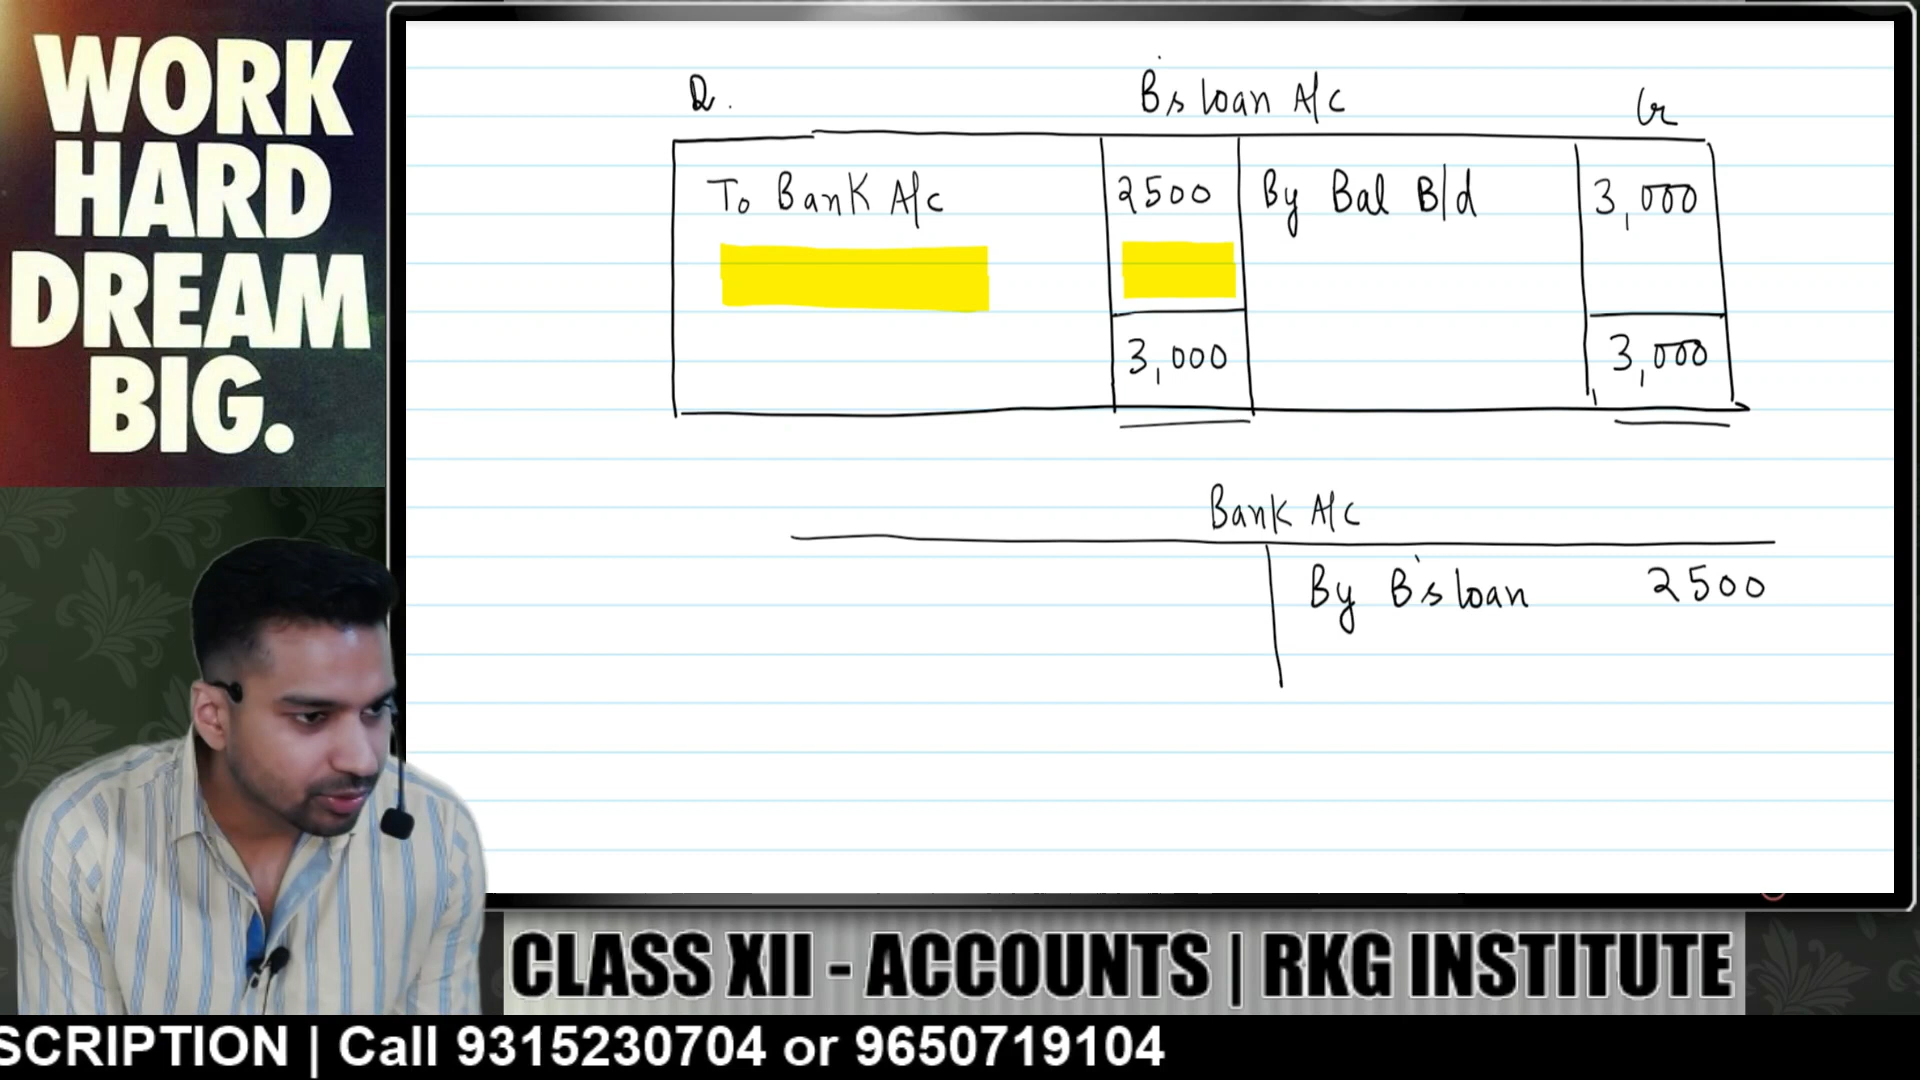 WORK
HARD
DREAM
BIG.
Dr. B's loan A/c Cr
To Bank A/c 2500 By Bal B/d 3,000
3,000 3,000
Bank A/c
By B's loan 2500
CLASS XII - ACCOUNTS | RKG INSTITUTE
SCRIPTION | Call 9315230704 or 9650719104